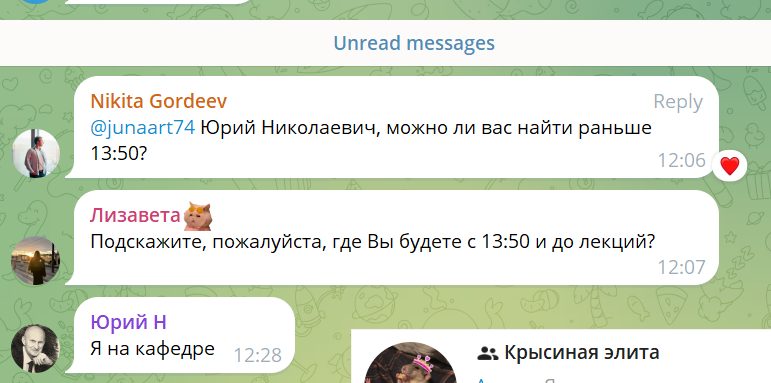 Unread messages
Nikita Gordeev
Reply
@junaart74 Юрий Николаевич, можно ли вас найти раньше
13:50?
12:06
Лизавета
Подскажите, пожалуйста, где Вы будете с 13:50 и до лекций?
12:07
Юрий Н
Я на кафедре
12:28
Крысиная элита